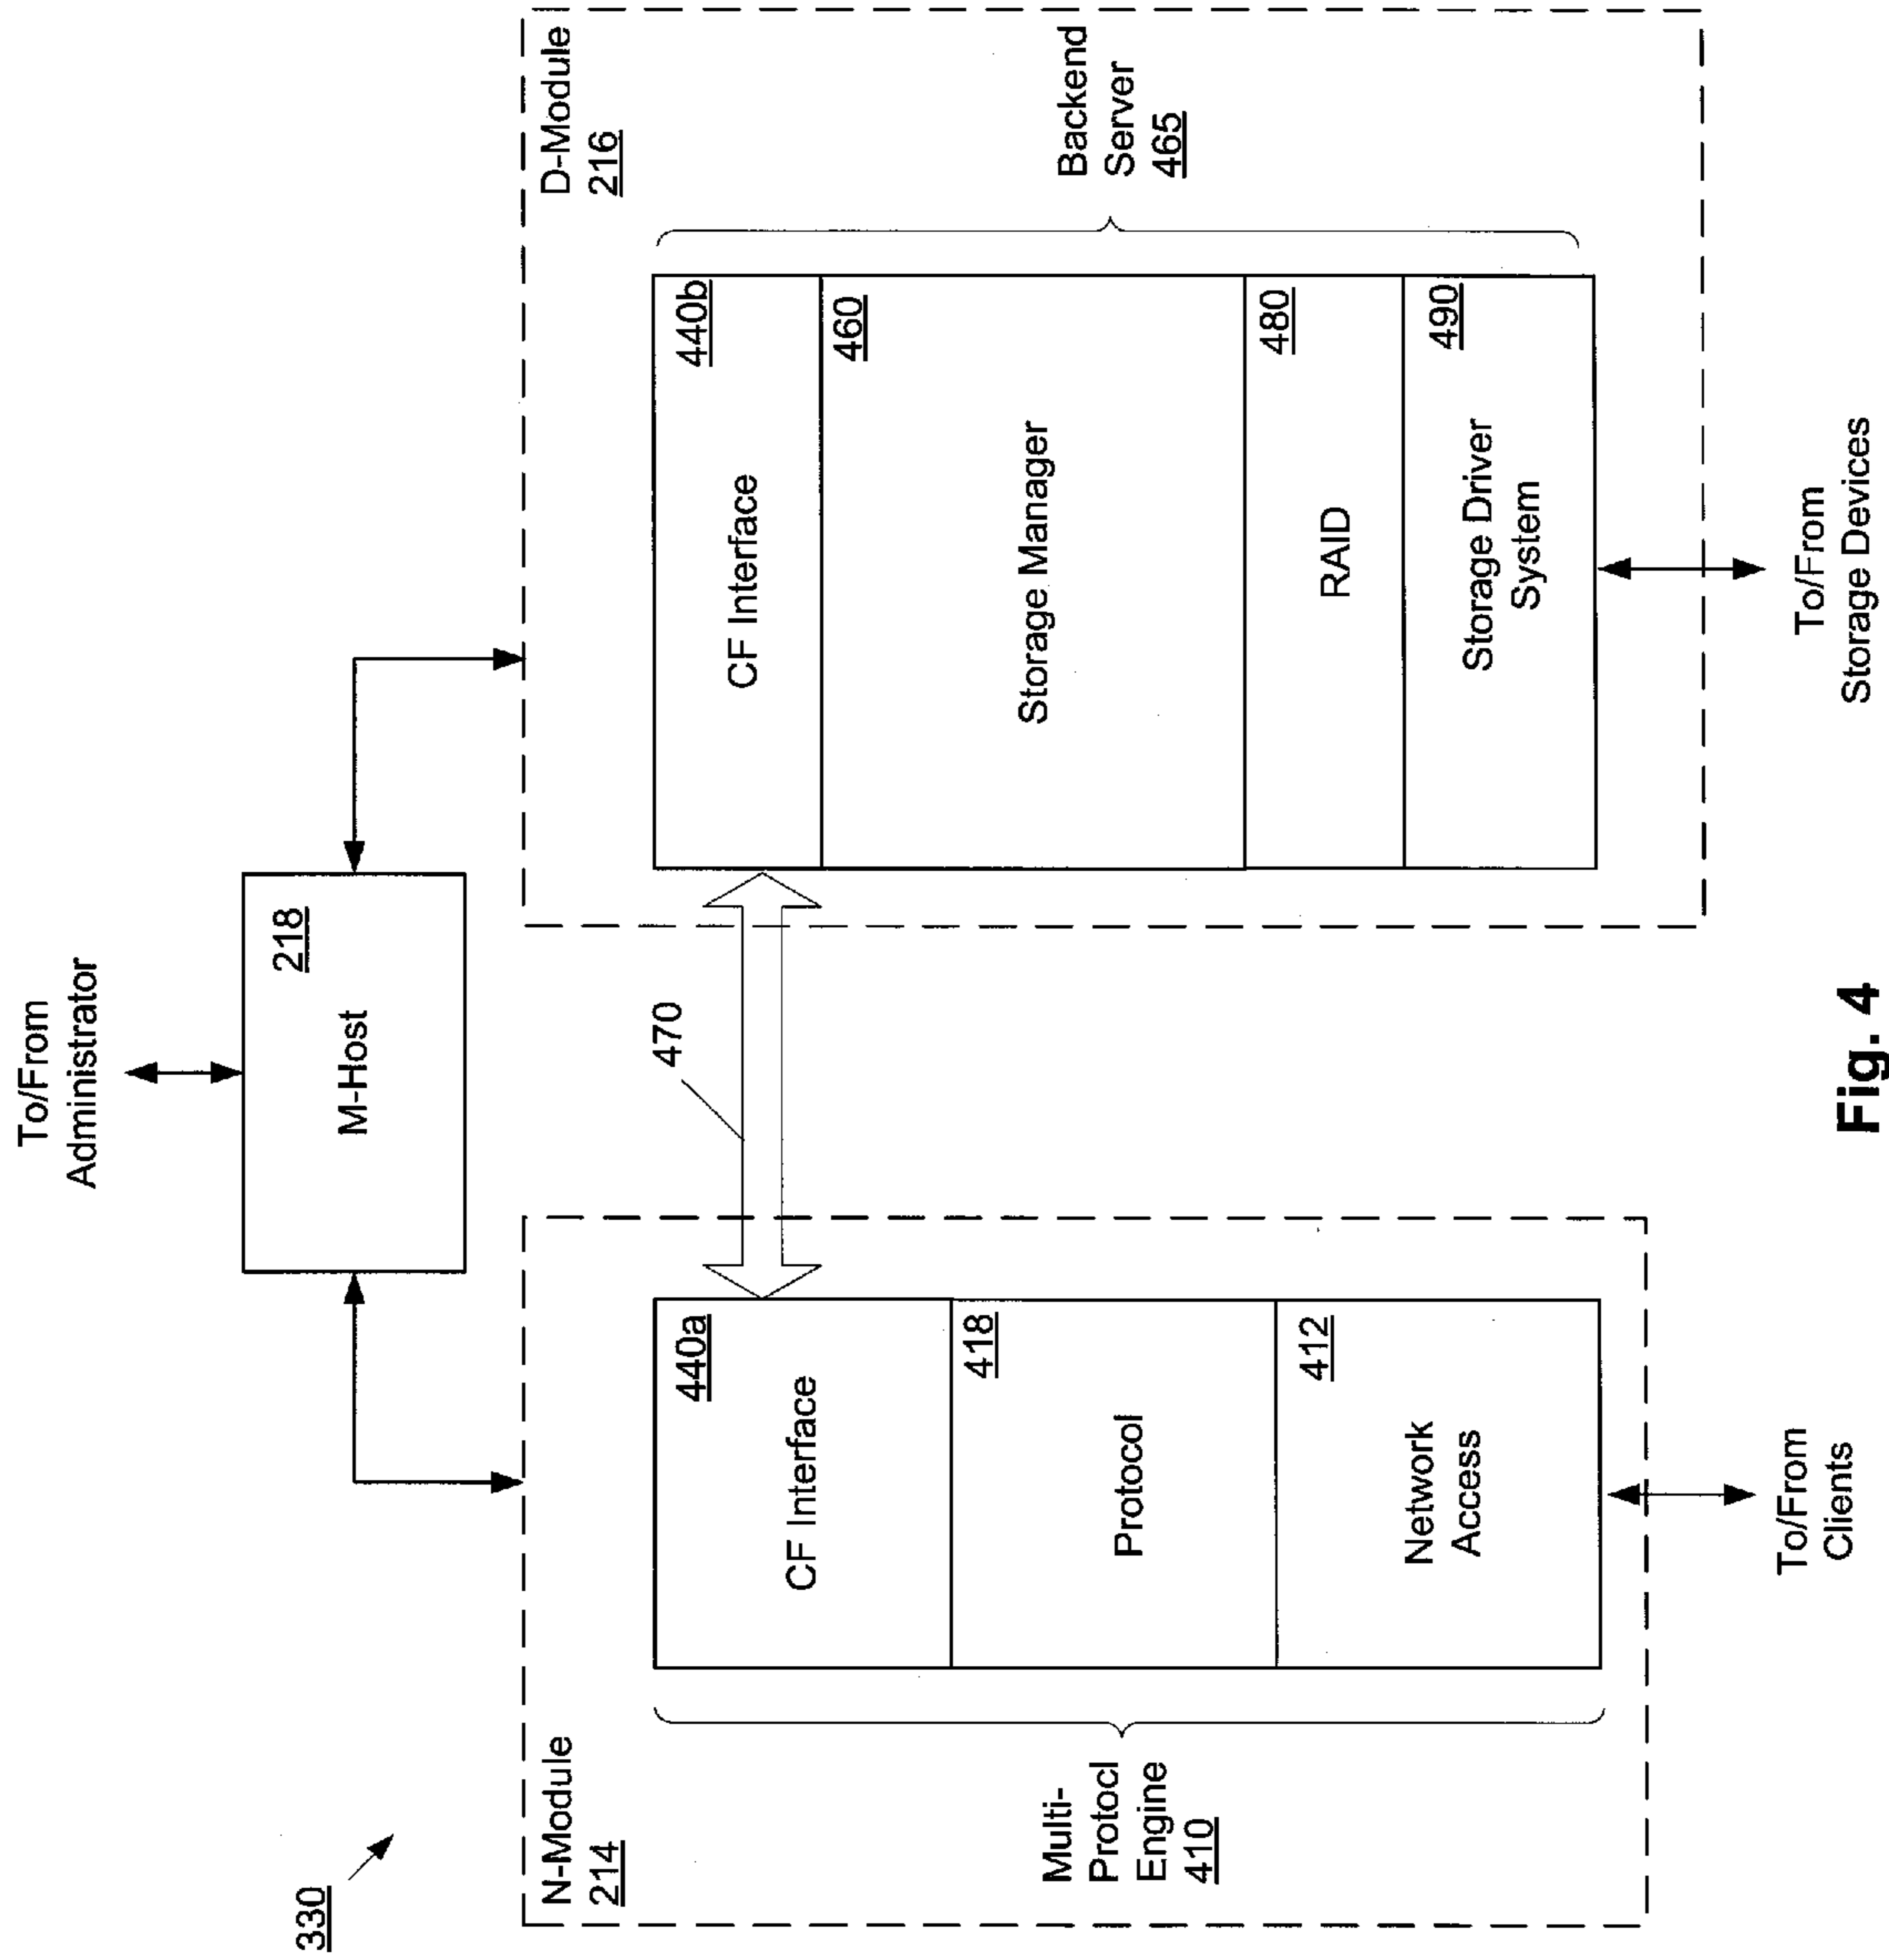 330
To/From
Administrator
218
M-Host
N-Module
214
Multi-
Protocl
Engine
410
440a
CF Interface
418
Protocol
412
Network
Access
To/From
Clients
470
D-Module
216
440b
CF Interface
460
Storage Manager
480
RAID
490
Storage Driver
System
Backend
Server
465
To/From
Storage Devices
Fig. 4